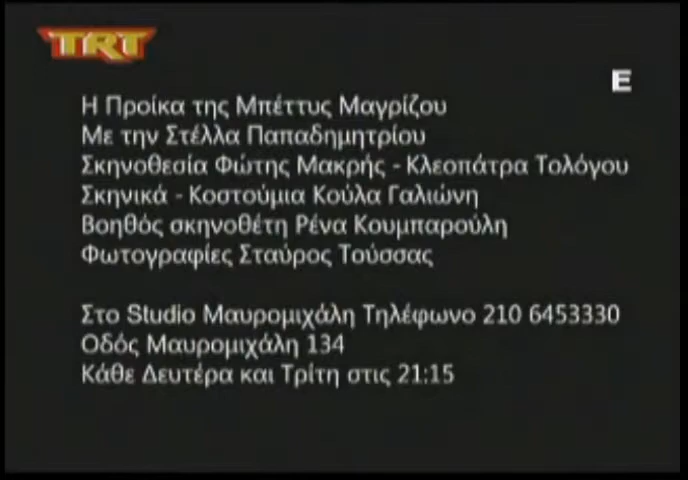 TRT
E
Η Προίκα της Μπέττυς Μαγρίζου
Με την Στέλλα Παπαδημητρίου
Σκηνοθεσία Φώτης Μακρής - Κλεοπάτρα Τολόγου
Σκηνικά - Κοστούμια Κούλα Γαλιώνη
Βοηθός σκηνοθέτη Ρένα Κουμπαρούλη
Φωτογραφίες Σταύρος Τούσσας
Στο Studio Μαυρομιχάλη Τηλέφωνο 210 6453330
Οδός Μαυρομιχάλη 134
Κάθε Δευτέρα και Τρίτη στις 21:15